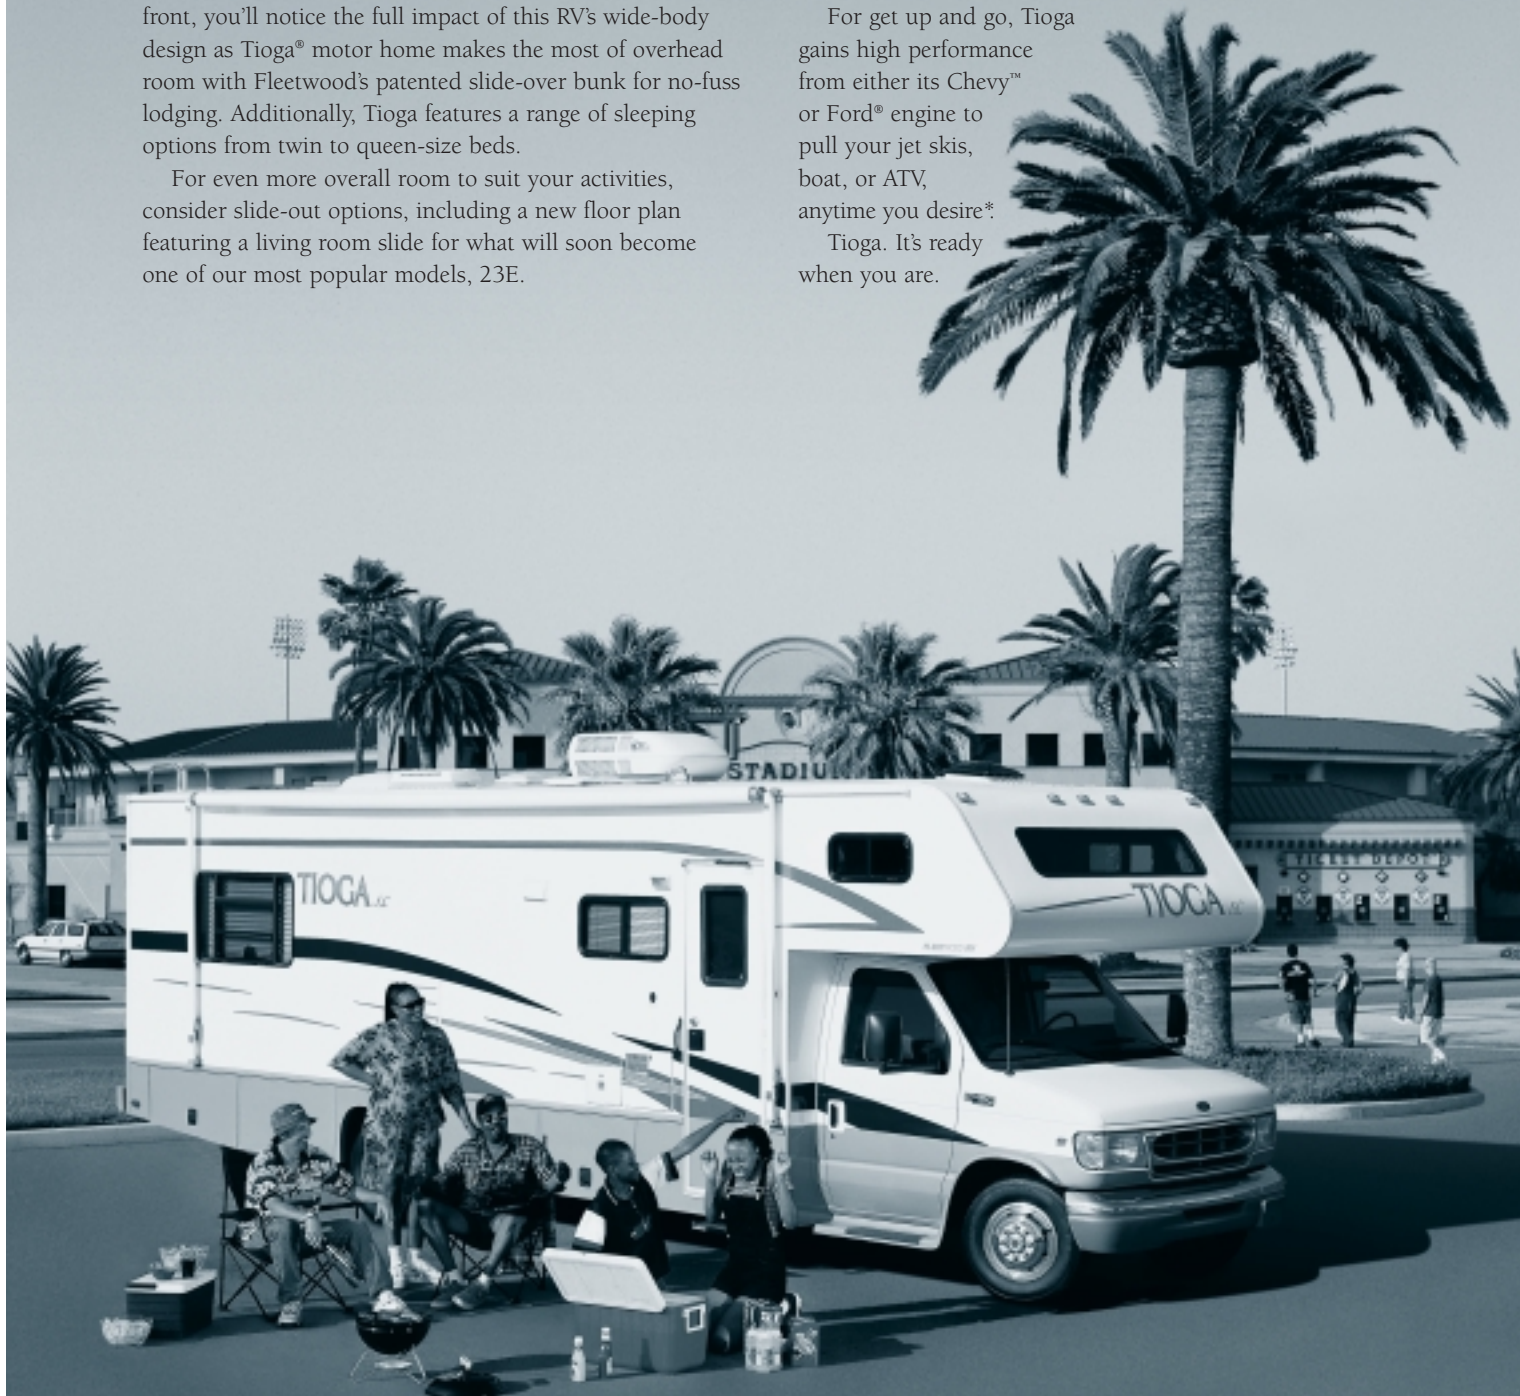 front, you’ll notice the full impact of this RV’s wide-body
design as Tioga® motor home makes the most of overhead
room with Fleetwood’s patented slide-over bunk for no-fuss
lodging. Additionally, Tioga features a range of sleeping
options from twin to queen-size beds.
For even more overall room to suit your activities,
consider slide-out options, including a new floor plan
featuring a living room slide for what will soon become
one of our most popular models, 23E.
For get up and go, Tioga
gains high performance
from either its Chevy™
or Ford® engine to
pull your jet skis,
boat, or ATV,
anytime you desire*.
Tioga. It’s ready
when you are.
STADIU
TICKET DEPOT
TIOGA
TIOGA